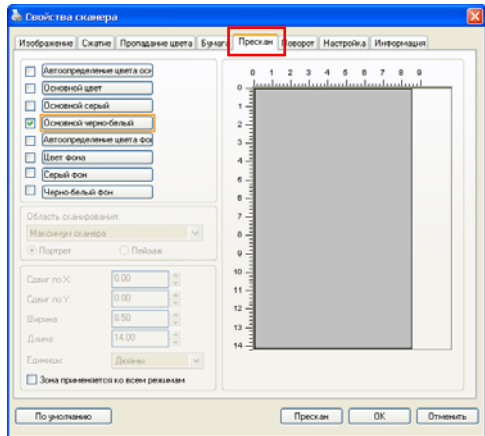 Свойства сканера
Изображение Сжатие Пропадание цвета Бумага Прескан Поворот Настройка Информация
Автоопределение цвета осн
Основной цвет
Основной серый
Основной черно-белый
Автоопределение цвета фон
Цвет фона
Серый фон
Черно-белый фон
0 1 2 3 4 5 6 7 8 9
0
1
2
3
4
5
6
7
8
9
10
11
12
13
14
Область сканирования:
Максимум сканера
Портрет Пейзаж
Сдвиг по X: 0.00
Сдвиг по Y: 0.00
Ширина: 8.50
Длина: 14.00
Единицы: Дюймы
Зона применяется ко всем режимам
По умолчанию Прескан OK Отменить